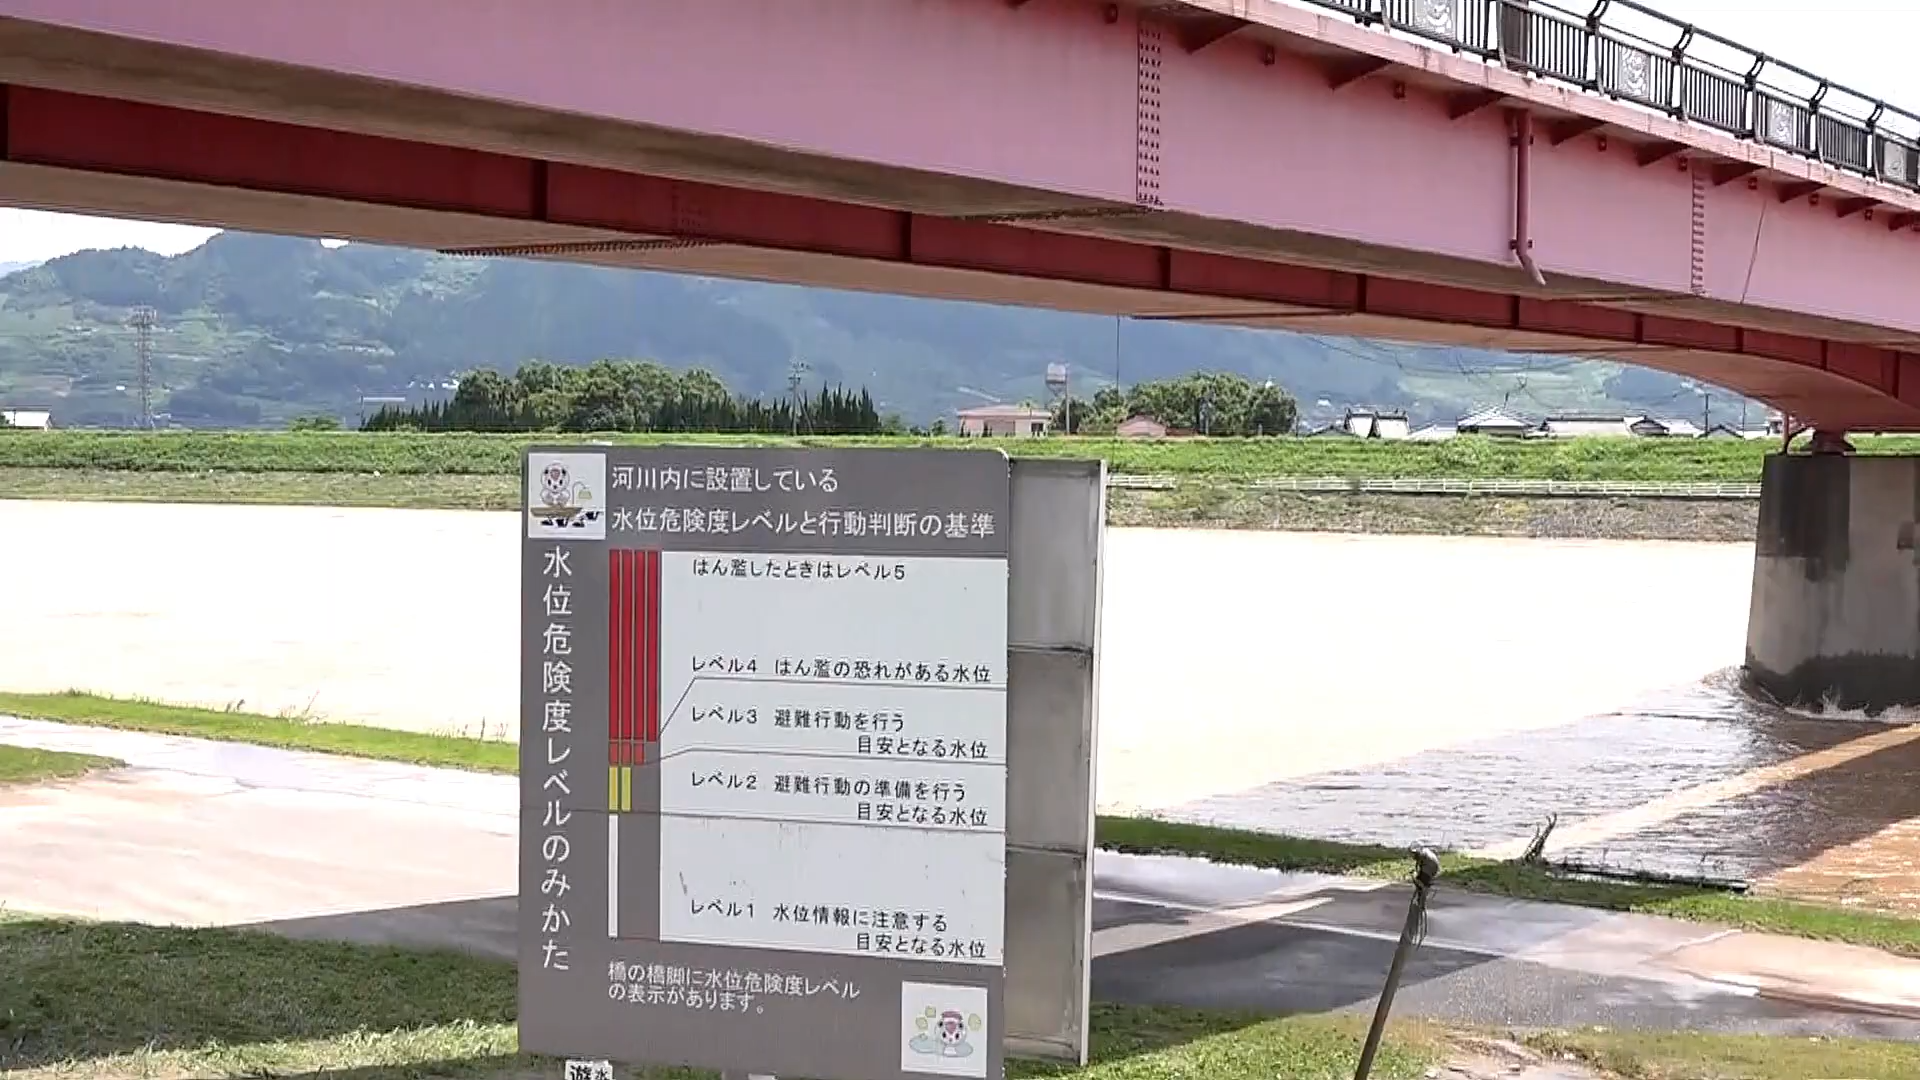 河川内に設置している
水位危険度レベルと行動判断の基準
水位危険度レベルのみかた
はん濫したときはレベル5
レベル4 はん濫の恐れがある水位
レベル3 避難行動を行う
目安となる水位
レベル2 避難行動の準備を行う
目安となる水位
レベル1 水位情報に注意する
目安となる水位
橋の橋脚に水位危険度レベル
の表示があります。
遊水